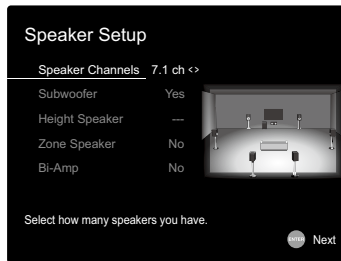 Speaker Setup
Speaker Channels 7.1 ch <>
Subwoofer Yes
Height Speaker ---
Zone Speaker No
Bi-Amp No
Select how many speakers you have.
ENTER Next